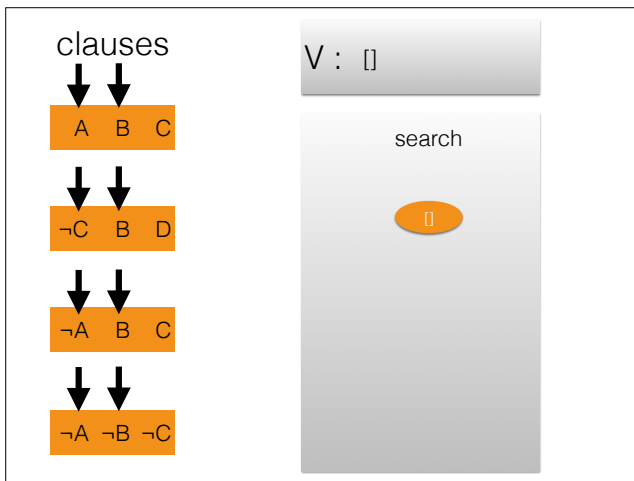 clauses
A B C
¬C B D
¬A B C
¬A ¬B ¬C
V : []
search
[]